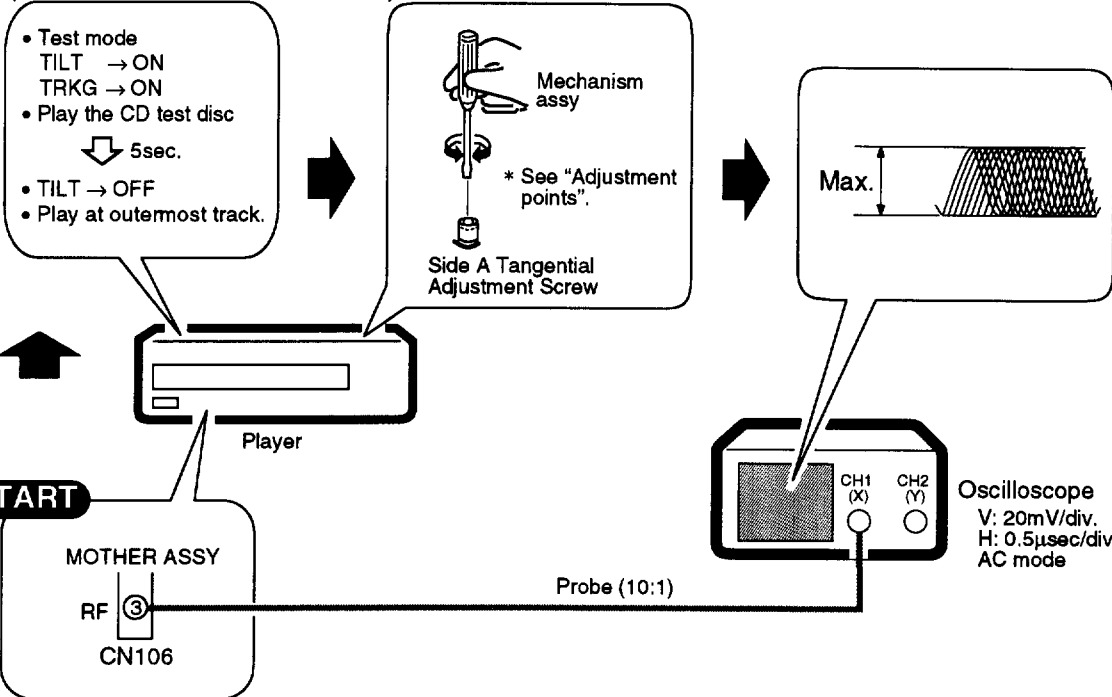 • Test mode
TILT → ON
TRKG → ON
• Play the CD test disc
5sec.
• TILT → OFF
• Play at outermost track.
Mechanism
assy
* See “Adjustment
points”.
Side A Tangential
Adjustment Screw
Max.
Player
TART
MOTHER ASSY
RF ③
CN106
Probe (10:1)
CH1
(X)
CH2
(Y)
Oscilloscope
V: 20mV/div.
H: 0.5µsec/div
AC mode